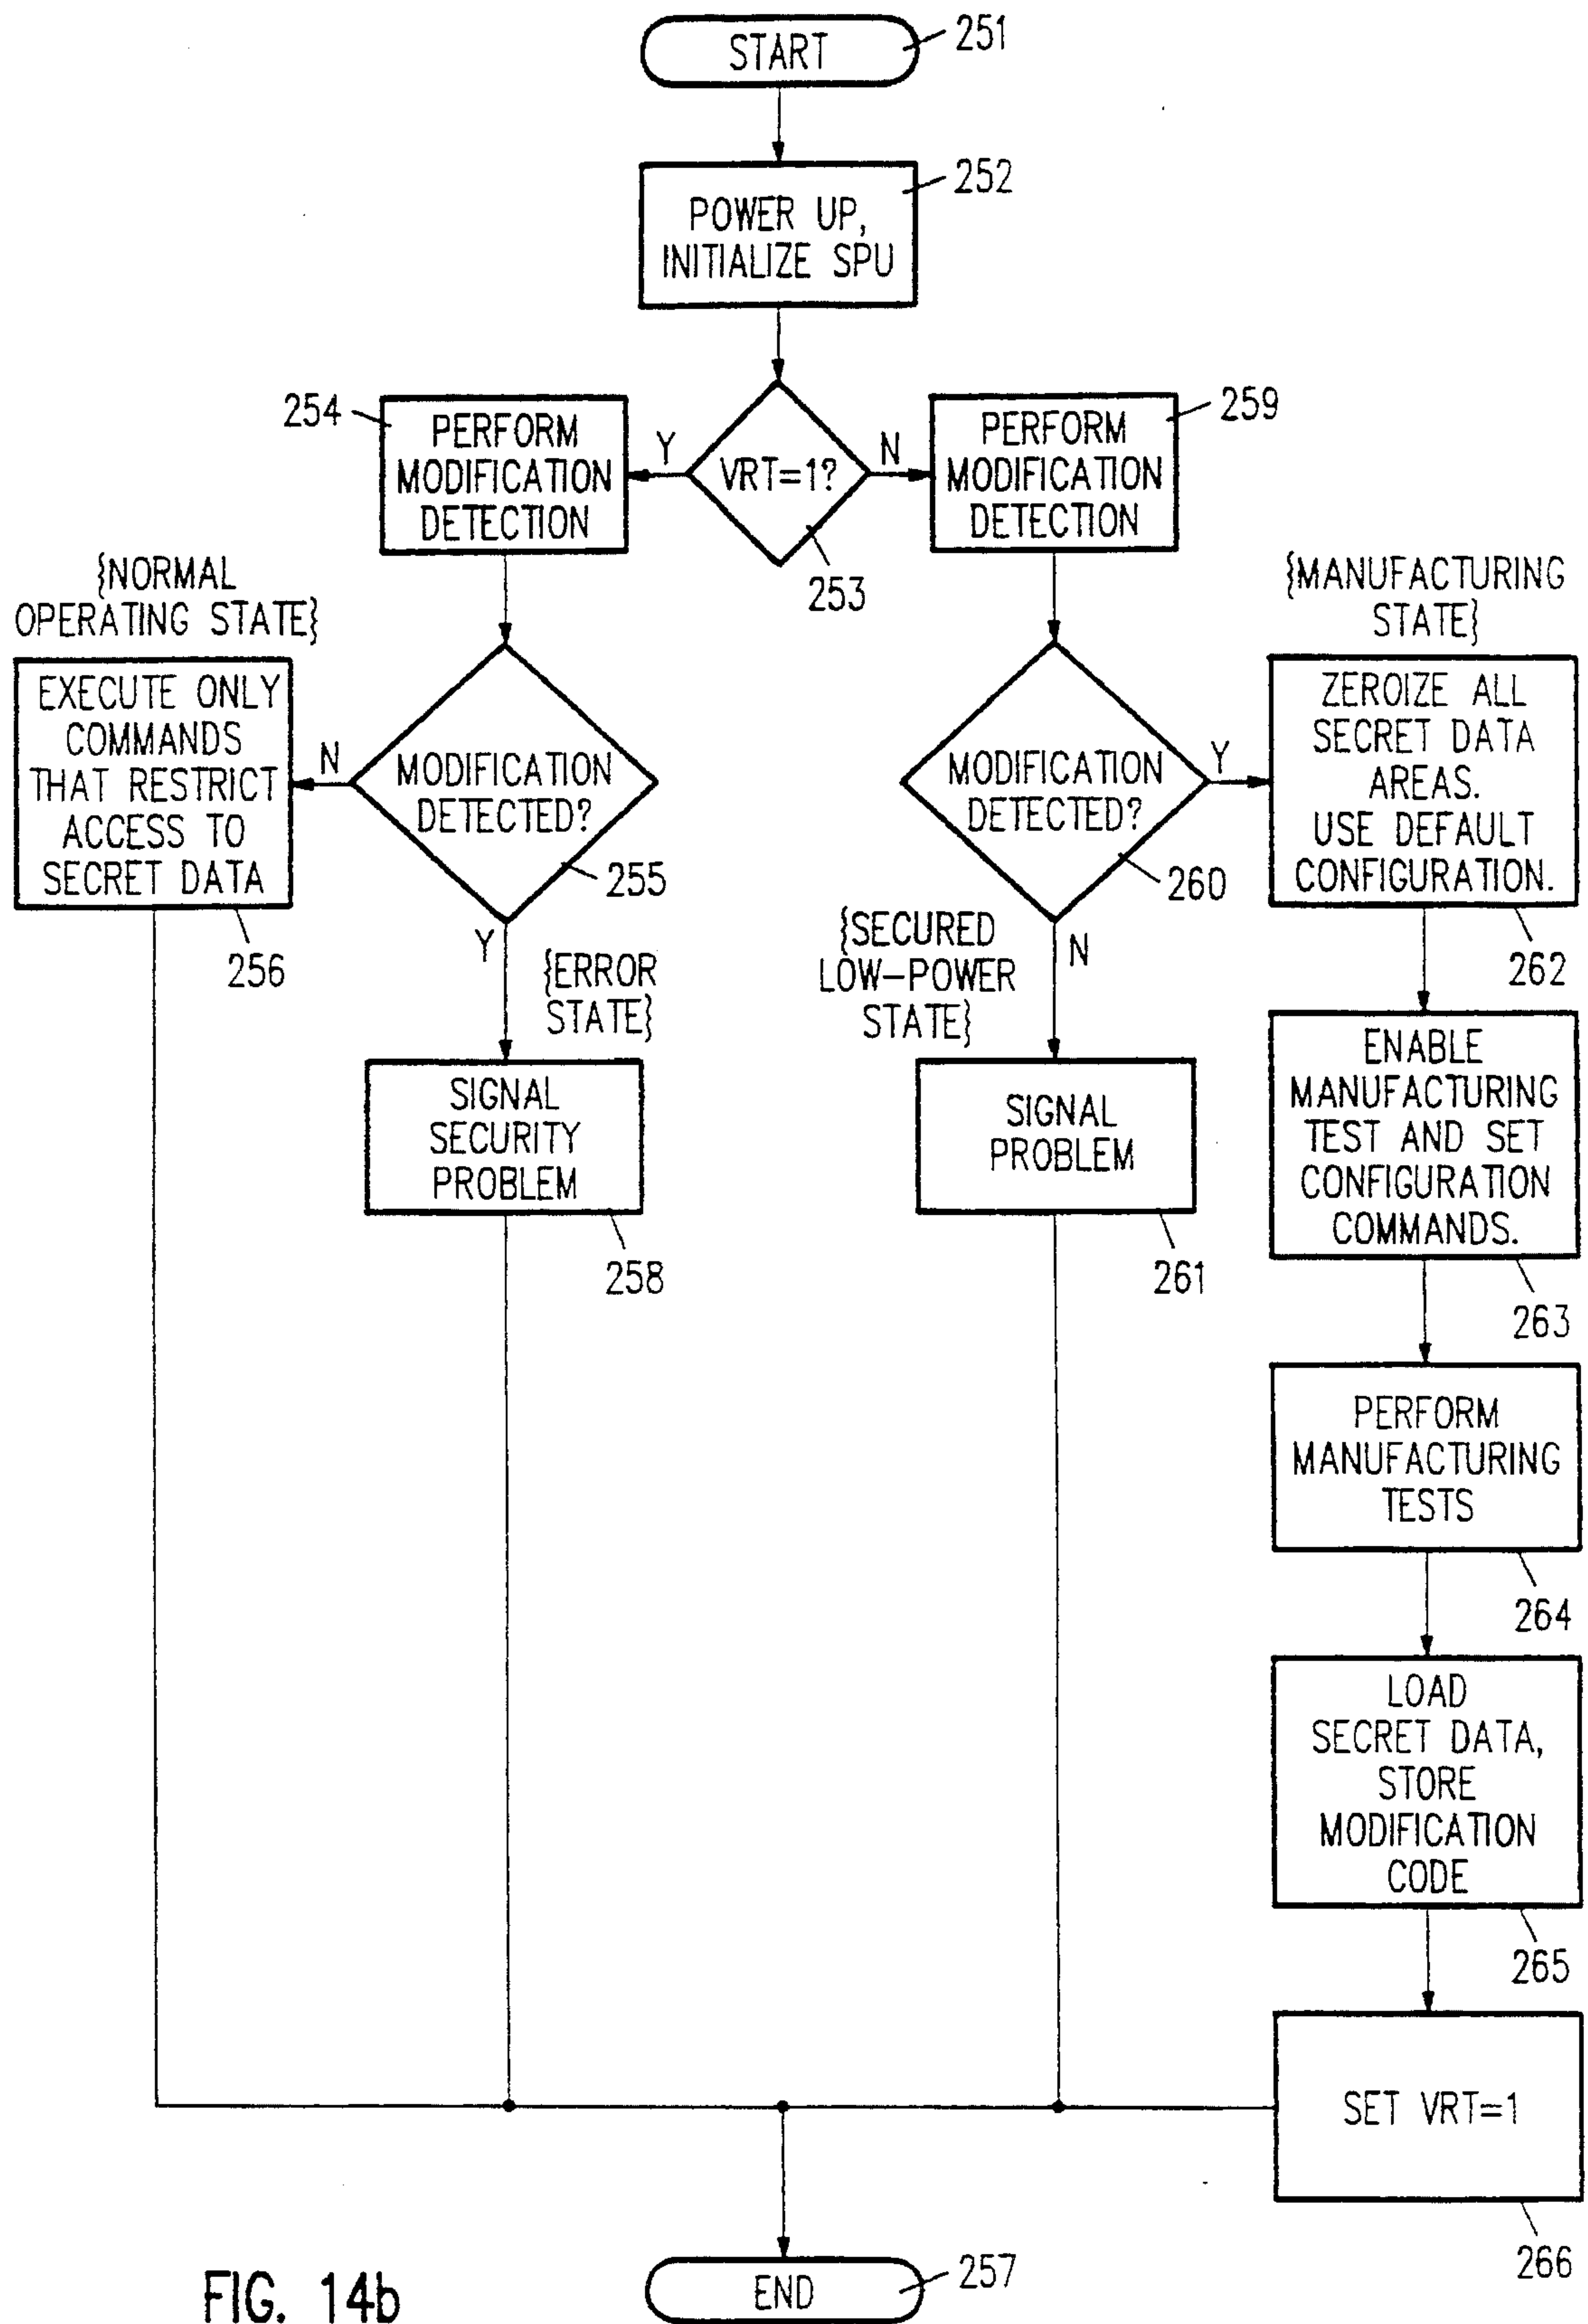 START
251
252
POWER UP,
INITIALIZE SPU
254
PERFORM
MODIFICATION
DETECTION
Y
VRT=1?
N
253
259
PERFORM
MODIFICATION
DETECTION
{NORMAL
OPERATING STATE}
{MANUFACTURING
STATE}
EXECUTE ONLY
COMMANDS
THAT RESTRICT
ACCESS TO
SECRET DATA
256
N
MODIFICATION
DETECTED?
255
Y
{ERROR
STATE}
MODIFICATION
DETECTED?
260
Y
N
{SECURED
LOW-POWER
STATE}
ZEROIZE ALL
SECRET DATA
AREAS.
USE DEFAULT
CONFIGURATION.
262
SIGNAL
SECURITY
PROBLEM
258
SIGNAL
PROBLEM
261
ENABLE
MANUFACTURING
TEST AND SET
CONFIGURATION
COMMANDS.
263
PERFORM
MANUFACTURING
TESTS
264
LOAD
SECRET DATA,
STORE
MODIFICATION
CODE
265
SET VRT=1
266
END
257
FIG. 14b